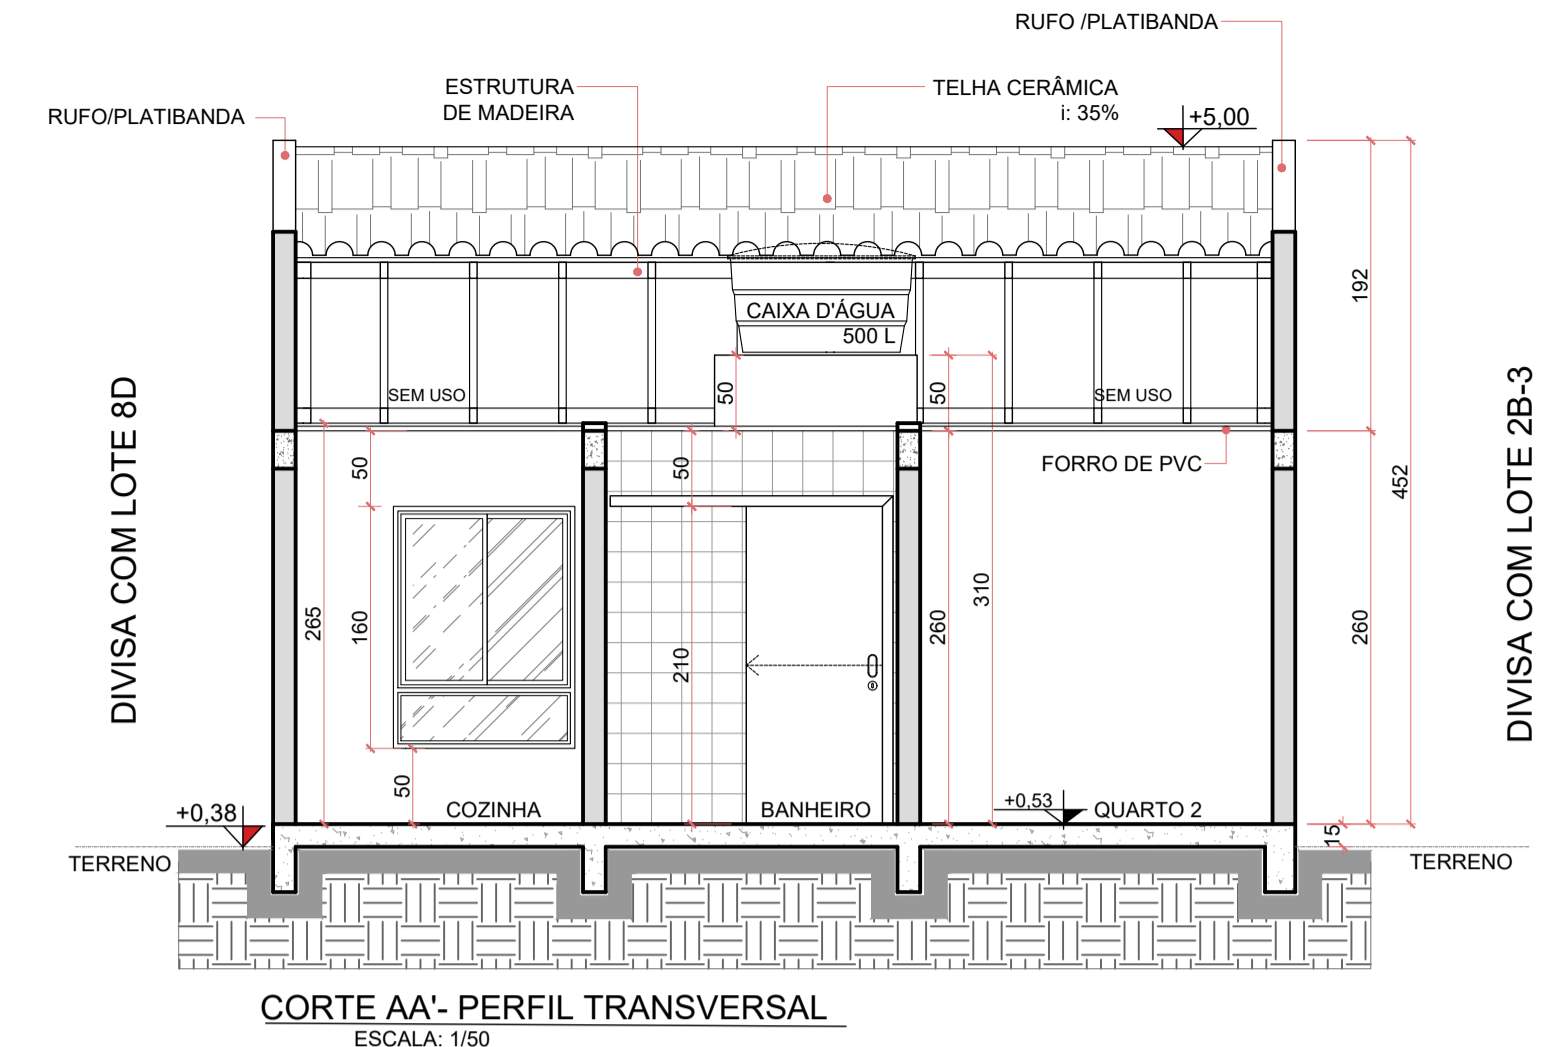 RUFO /PLATIBANDA
ESTRUTURA
DE MADEIRA
TELHA CERÂMICA
i: 35%
RUFO/PLATIBANDA
+5,00
192
CAIXA D'ÁGUA
500 L
SEM USO
50
50
SEM USO
DIVISA COM LOTE 8D
DIVISA COM LOTE 2B-3
50
50
FORRO DE PVC
452
265
160
210
260
310
260
50
+0,38
COZINHA
BANHEIRO
+0,53
QUARTO 2
15
TERRENO
TERRENO
CORTE AA'- PERFIL TRANSVERSAL
ESCALA: 1/50